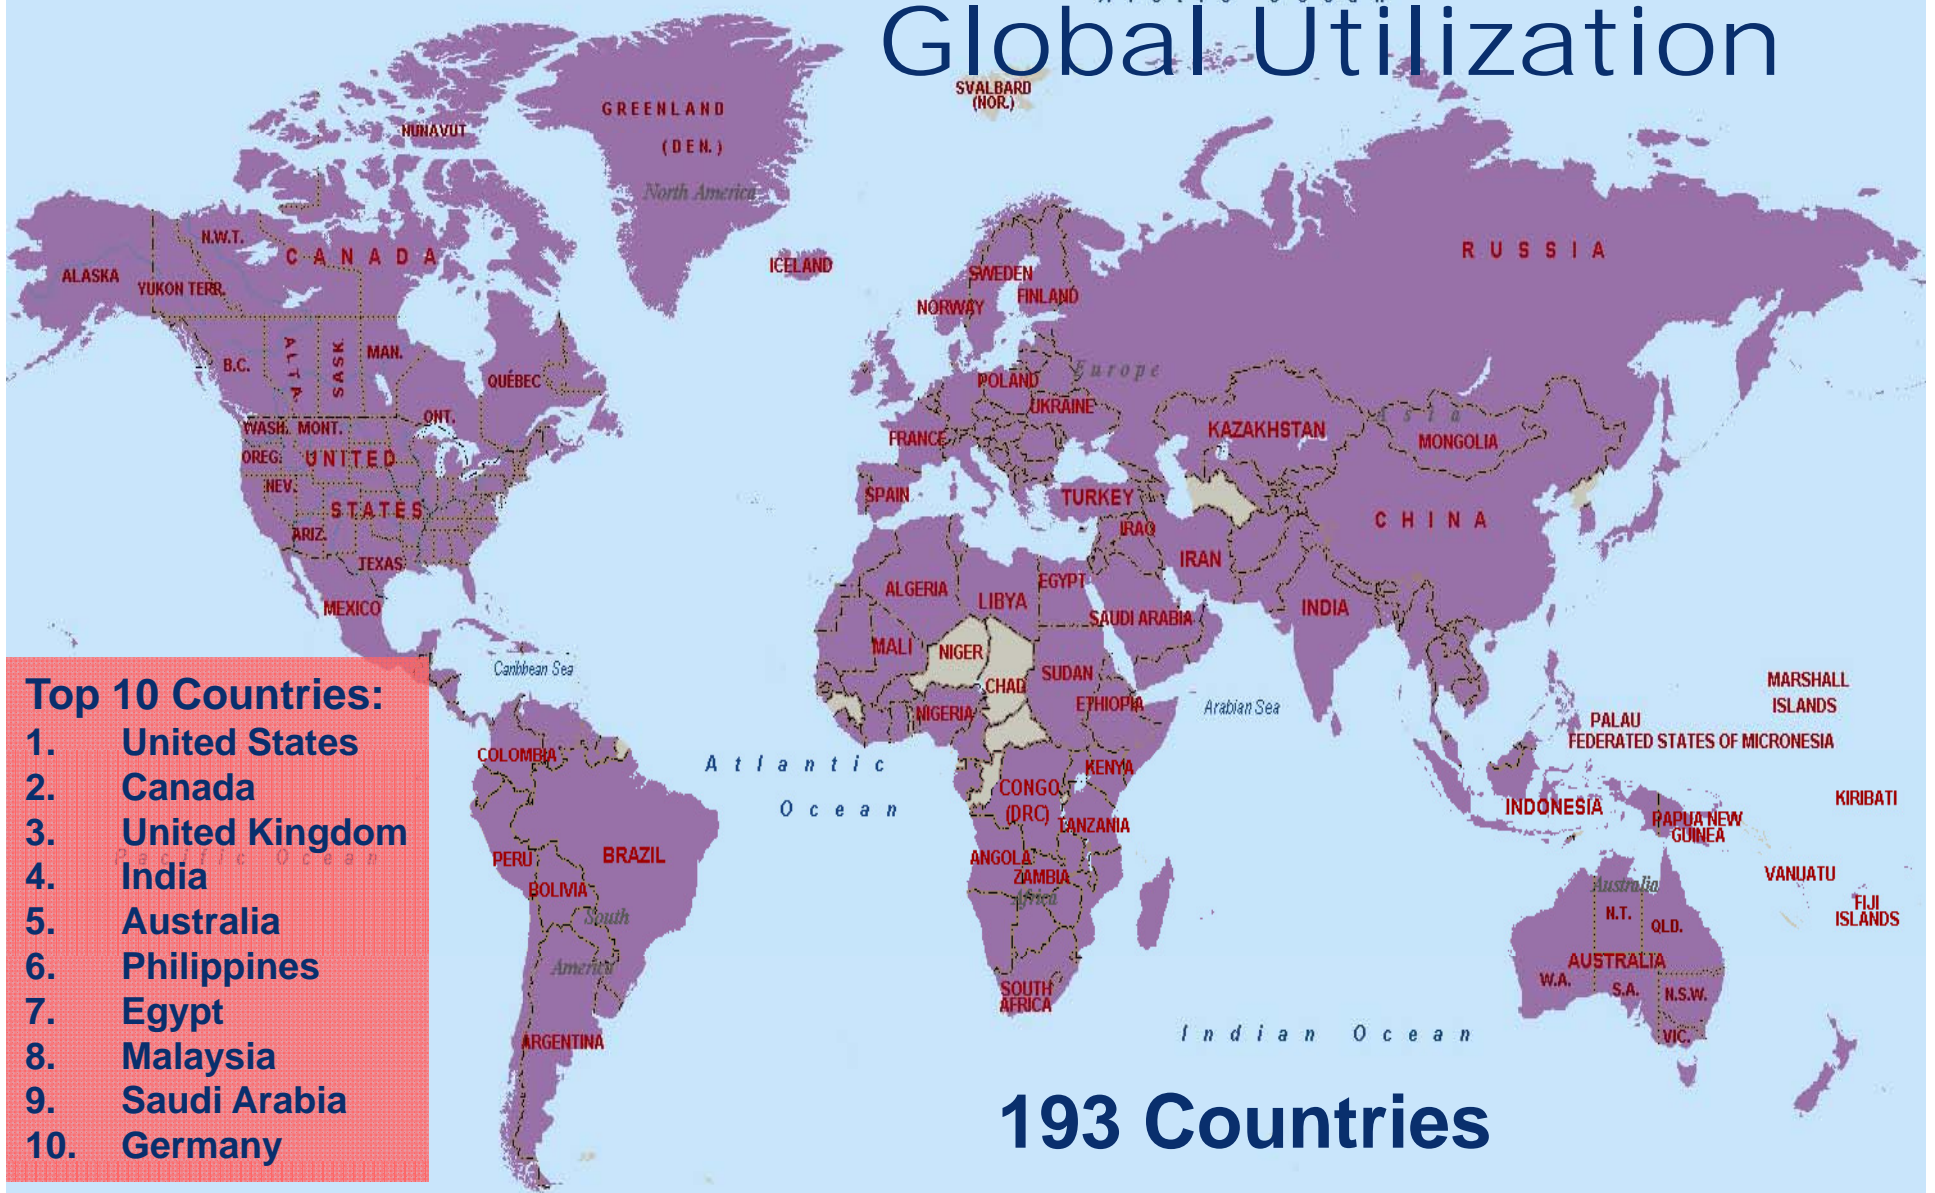 Global Utilization
SVALBARD
(NOR.)
GREENLAND
(DEN.)
NUNAVUT
North America
N.W.T.
CANADA
ALASKA
YUKON TERR.
ICELAND
RUSSIA
SWEDEN
FINLAND
NORWAY
B.C.
ALTA.
SASK.
MAN.
QUÉBEC
ONT.
POLAND
Europe
UKRAINE
Asia
KAZAKHSTAN
MONGOLIA
WASH.
MONT.
OREG.
UNITED
FRANCE
NEV.
STATES
SPAIN
TURKEY
CHINA
ARIZ.
IRAQ
TEXAS
IRAN
ALGERIA
LIBYA
EGYPT
MEXICO
SAUDI ARABIA
INDIA
MALI
NIGER
Caribbean Sea
CHAD
SUDAN
NIGERIA
ETHIOPIA
Arabian Sea
MARSHALL
ISLANDS
PALAU
FEDERATED STATES OF MICRONESIA
COLOMBIA
Atlantic
Ocean
KENYA
CONGO
(DRC)
TANZANIA
INDONESIA
PAPUA NEW
GUINEA
KIRIBATI
PERU
BRAZIL
ANGOLA
ZAMBIA
BOLIVIA
Africa
South
America
Australia
VANUATU
FIJI
ISLANDS
N.T.
QLD.
AUSTRALIA
W.A.
S.A.
N.S.W.
VIC.
SOUTH
AFRICA
ARGENTINA
Indian Ocean
Pacific Ocean
Top 10 Countries:
1. United States
2. Canada
3. United Kingdom
4. India
5. Australia
6. Philippines
7. Egypt
8. Malaysia
9. Saudi Arabia
10. Germany
193 Countries